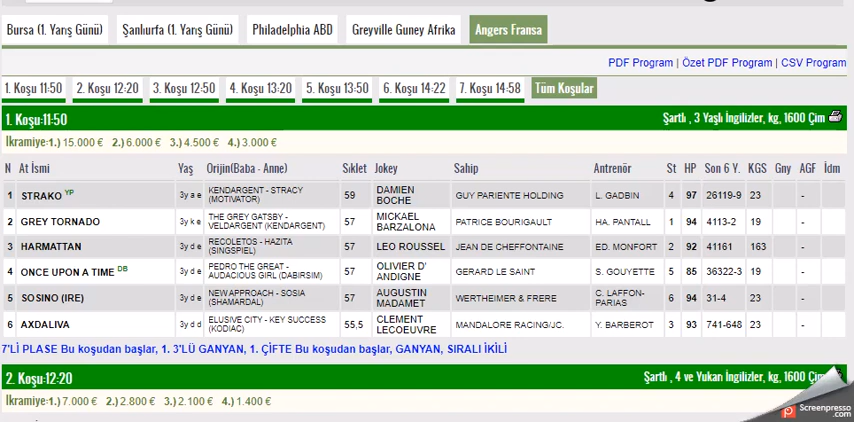 Bursa (1. Yarış Günü) Şanlıurfa (1. Yarış Günü) Philadelphia ABD Greyville Guney Afrika Angers Fransa
PDF Program | Özet PDF Program | CSV Program
1. Koşu 11:50 2. Koşu 12:20 3. Koşu 12:50 4. Koşu 13:20 5. Koşu 13:50 6. Koşu 14:22 7. Koşu 14:58 Tüm Koşular
1. Koşu:11:50 Şartlı , 3 Yaşlı İngilizler, kg, 1600 Çim
İkramiye:1.) 15.000 € 2.) 6.000 € 3.) 4.500 € 4.) 3.000 €
N At İsmi Yaş Orijin(Baba - Anne) Sıklet Jokey Sahip Antrenör St HP Son 6 Y. KGS Gny AGF İdm
1 STRAKO YP 3y a e KENDARGENT - STRACY (MOTIVATOR) 59 DAMIEN BOCHE GUY PARIENTE HOLDING L. GADBIN 4 97 26119-9 23 -
2 GREY TORNADO 3y k e THE GREY GATSBY - VELDARGENT (KENDARGENT) 57 MICKAEL BARZALONA PATRICE BOURIGAULT HA. PANTALL 1 94 4113-2 19 -
3 HARMATTAN 3y d e RECOLETOS - HAZITA (SINGSPIEL) 57 LEO ROUSSEL JEAN DE CHEFFONTAINE ED. MONFORT 2 92 41161 163 -
4 ONCE UPON A TIME DB 3y d e PEDRO THE GREAT - AUDACIOUS GIRL (DABIRSIM) 57 OLIVIER D' ANDIGNE GERARD LE SAINT S. GOUYETTE 5 85 36322-3 19 -
5 SOSINO (IRE) 3y d e NEW APPROACH - SOSIA (SHAMARDAL) 57 AUGUSTIN MADAMET WERTHEIMER & FRERE C. LAFFON-PARIAS 6 94 31-4 23 -
6 AXDALIVA 3y d d ELUSIVE CITY - KEY SUCCESS (KODIAC) 55,5 CLEMENT LECOEUVRE MANDALORE RACING/JC. Y. BARBEROT 3 93 741-648 23 -
7'Lİ PLASE Bu koşudan başlar, 1. 3'LÜ GANYAN, 1. ÇİFTE Bu koşudan başlar, GANYAN, SIRALI İKİLİ
2. Koşu:12:20 Şartlı , 4 ve Yukarı İngilizler, kg, 1600 Çim
İkramiye:1.) 7.000 € 2.) 2.800 € 3.) 2.100 € 4.) 1.400 €
Screenpresso
.com